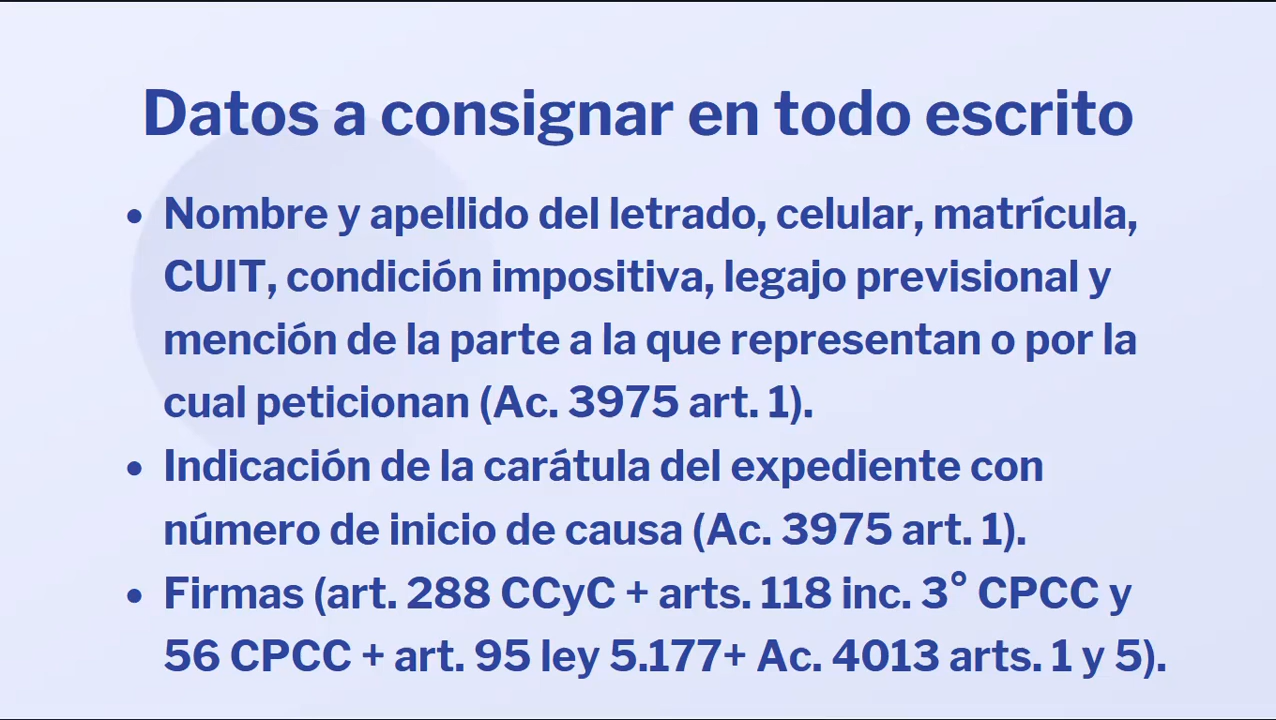 Datos a consignar en todo escrito
• Nombre y apellido del letrado, celular, matrícula,
CUIT, condición impositiva, legajo previsional y
mención de la parte a la que representan o por la
cual peticionan (Ac. 3975 art. 1).
• Indicación de la carátula del expediente con
número de inicio de causa (Ac. 3975 art. 1).
• Firmas (art. 288 CCyC + arts. 118 inc. 3° CPCC y
56 CPCC + art. 95 ley 5.177+ Ac. 4013 arts. 1 y 5).